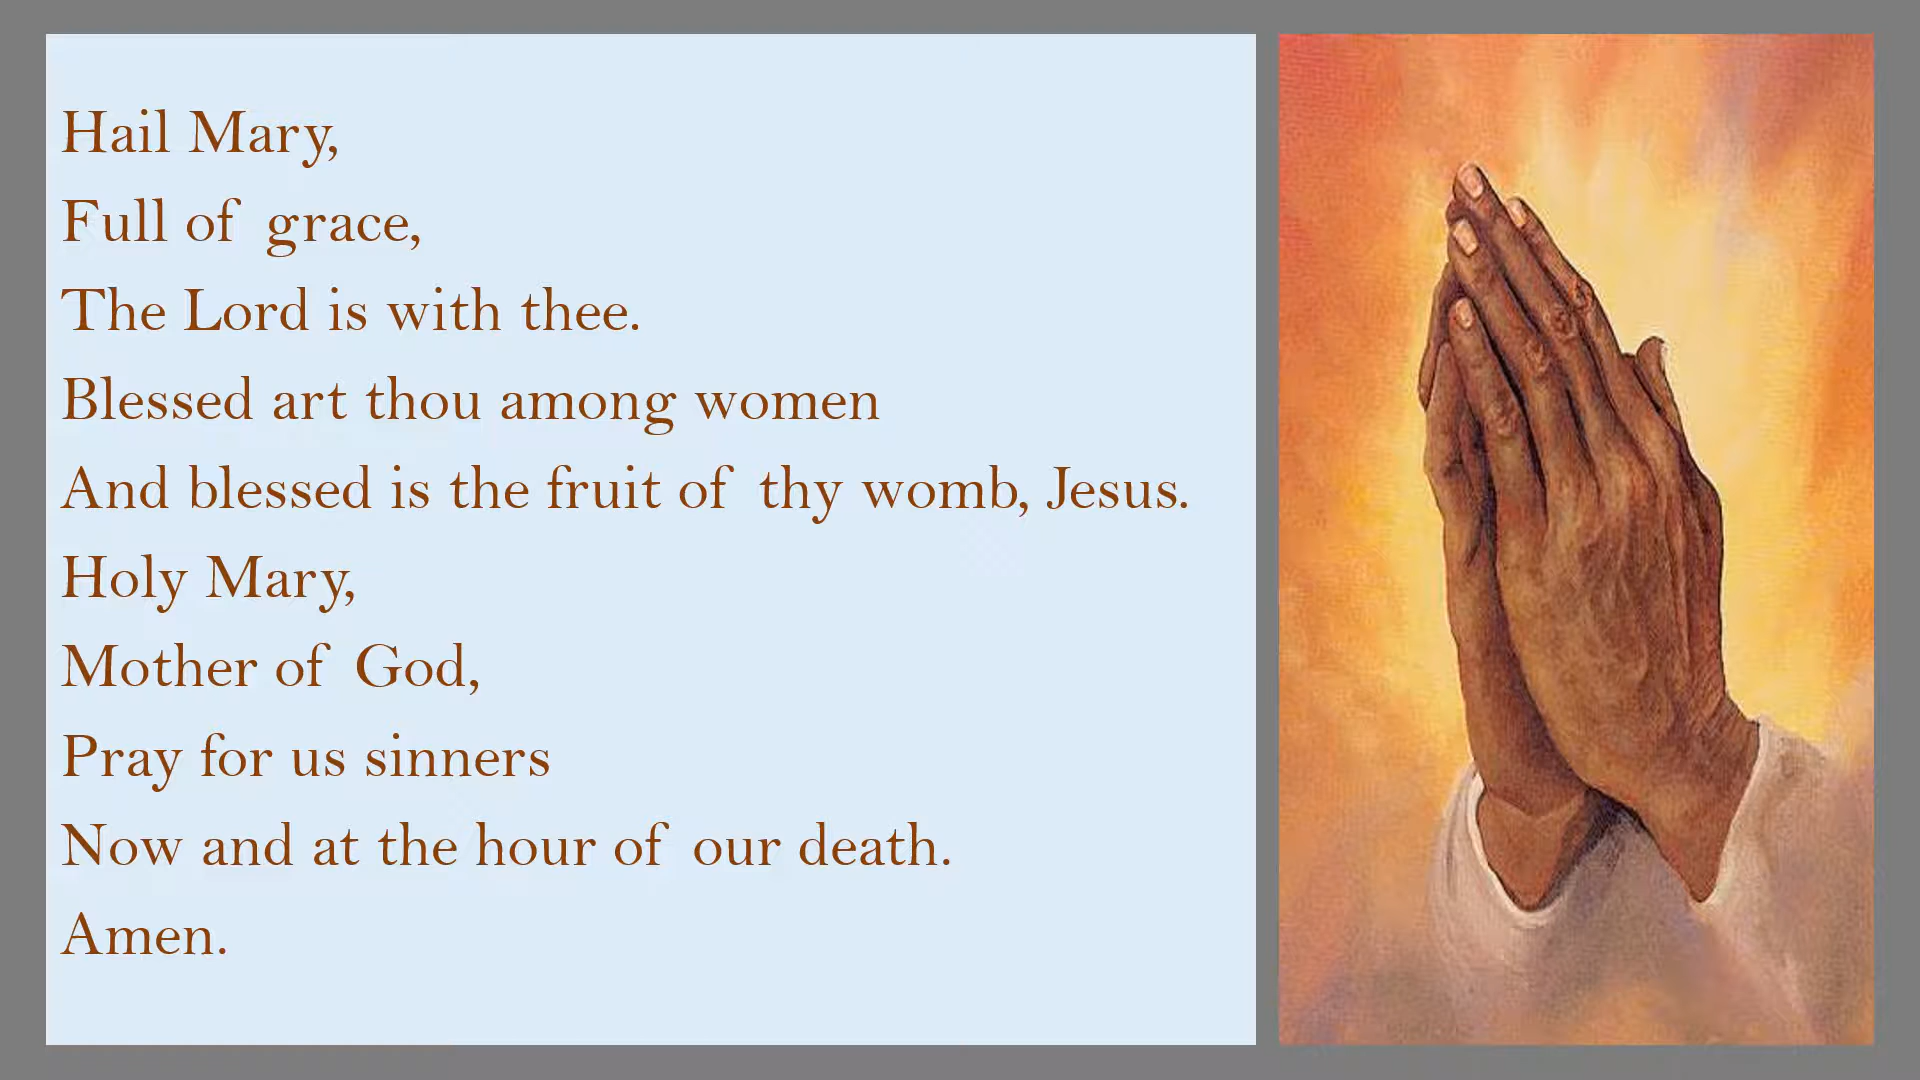 Hail Mary,
Full of grace,
The Lord is with thee.
Blessed art thou among women
And blessed is the fruit of thy womb, Jesus.
Holy Mary,
Mother of God,
Pray for us sinners
Now and at the hour of our death.
Amen.